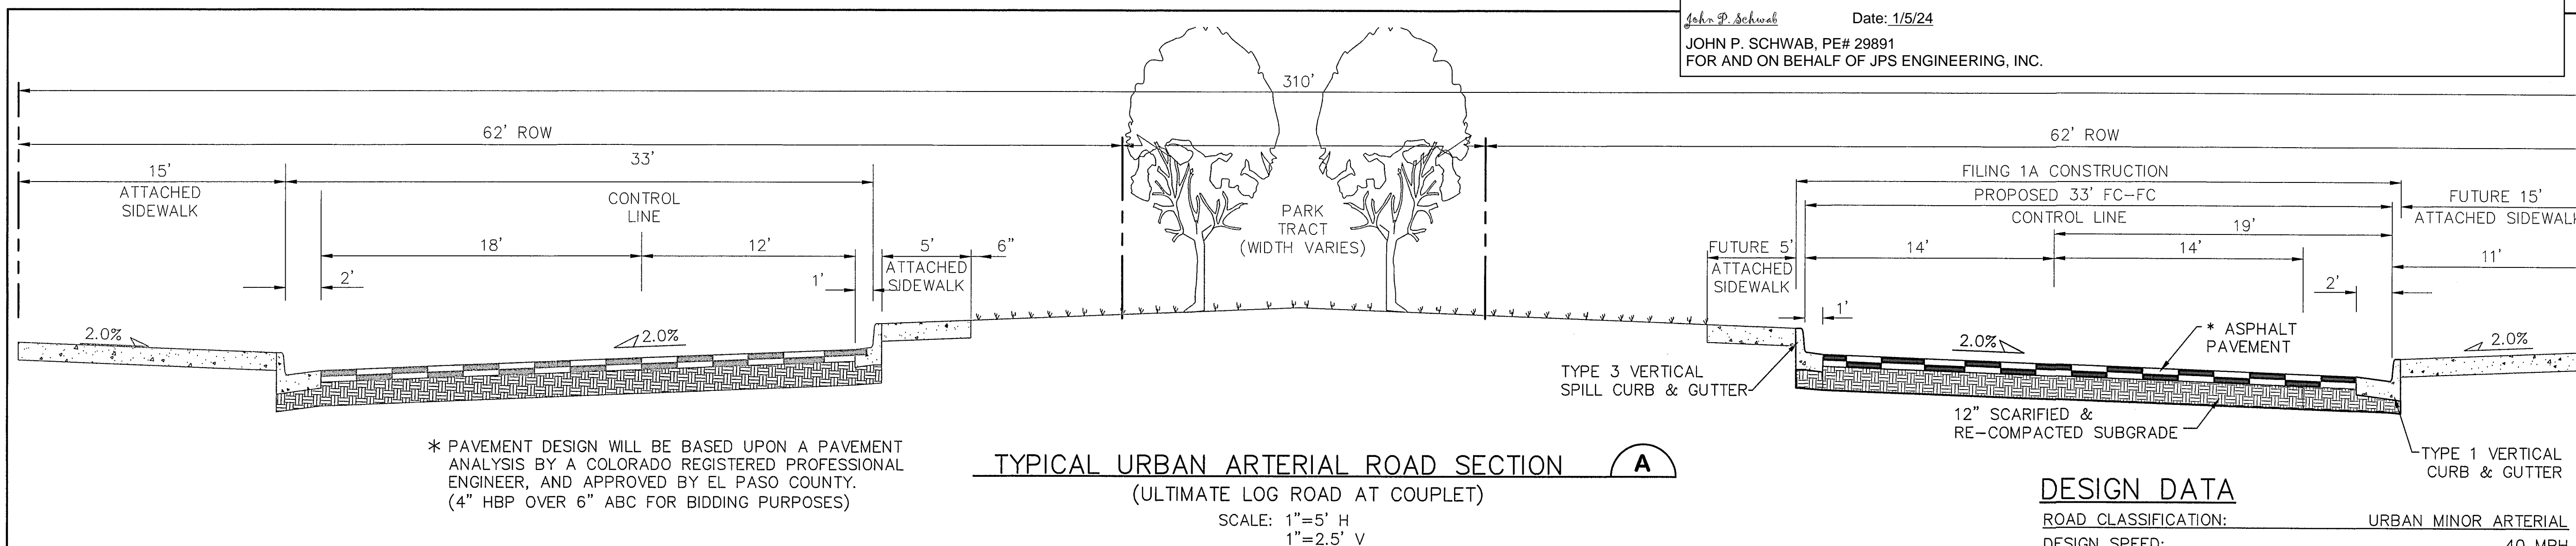 John P. Schwab Date: 1/5/24
JOHN P. SCHWAB, PE# 29891
FOR AND ON BEHALF OF JPS ENGINEERING, INC.
310'
62' ROW
62' ROW
15'
ATTACHED
SIDEWALK
33'
CONTROL
LINE
18'
12'
2'
1'
5'
ATTACHED
SIDEWALK
6"
2.0%
2.0%
PARK
TRACT
(WIDTH VARIES)
FILING 1A CONSTRUCTION
PROPOSED 33' FC-FC
CONTROL LINE
19'
14'
14'
FUTURE 5'
ATTACHED
SIDEWALK
1'
2'
FUTURE 15'
ATTACHED SIDEWALK
11'
2.0%
2.0%
* ASPHALT
PAVEMENT
TYPE 3 VERTICAL
SPILL CURB & GUTTER
12" SCARIFIED &
RE-COMPACTED SUBGRADE
TYPE 1 VERTICAL
CURB & GUTTER
* PAVEMENT DESIGN WILL BE BASED UPON A PAVEMENT
ANALYSIS BY A COLORADO REGISTERED PROFESSIONAL
ENGINEER, AND APPROVED BY EL PASO COUNTY.
(4" HBP OVER 6" ABC FOR BIDDING PURPOSES)
TYPICAL URBAN ARTERIAL ROAD SECTION A
(ULTIMATE LOG ROAD AT COUPLET)
SCALE: 1"=5' H
1"=2.5' V
DESIGN DATA
ROAD CLASSIFICATION: URBAN MINOR ARTERIAL
DESIGN SPEED: 40 MPH